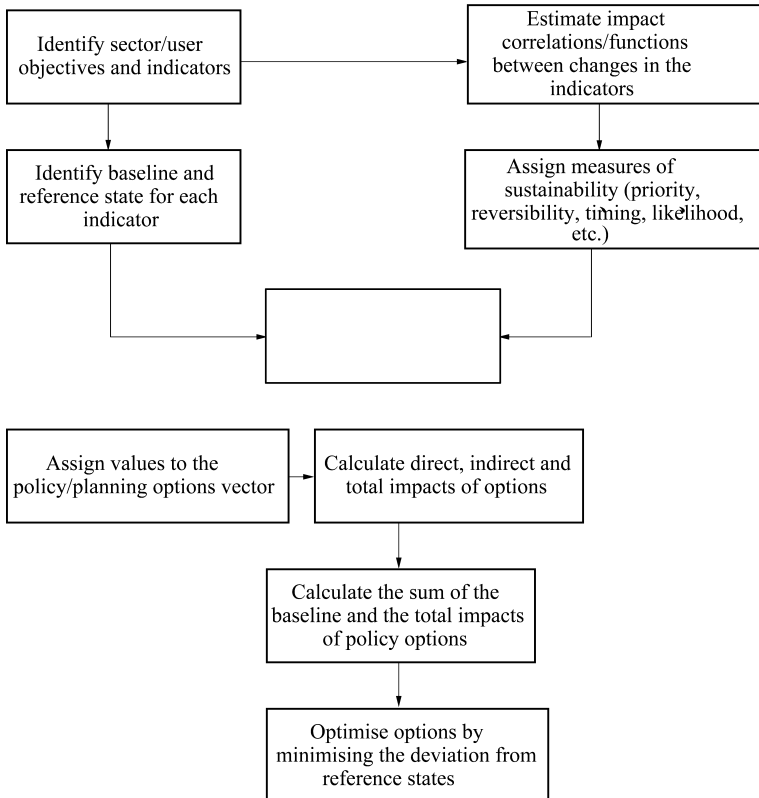 Identify sector/user
objectives and indicators
Estimate impact
correlations/functions
between changes in the
indicators
Identify baseline and
reference state for each
indicator
Assign measures of
sustainability (priority,
reversibility, timing, likelihood,
etc.)
Assign values to the
policy/planning options vector
Calculate direct, indirect and
total impacts of options
Calculate the sum of the
baseline and the total impacts
of policy options
Optimise options by
minimising the deviation from
reference states